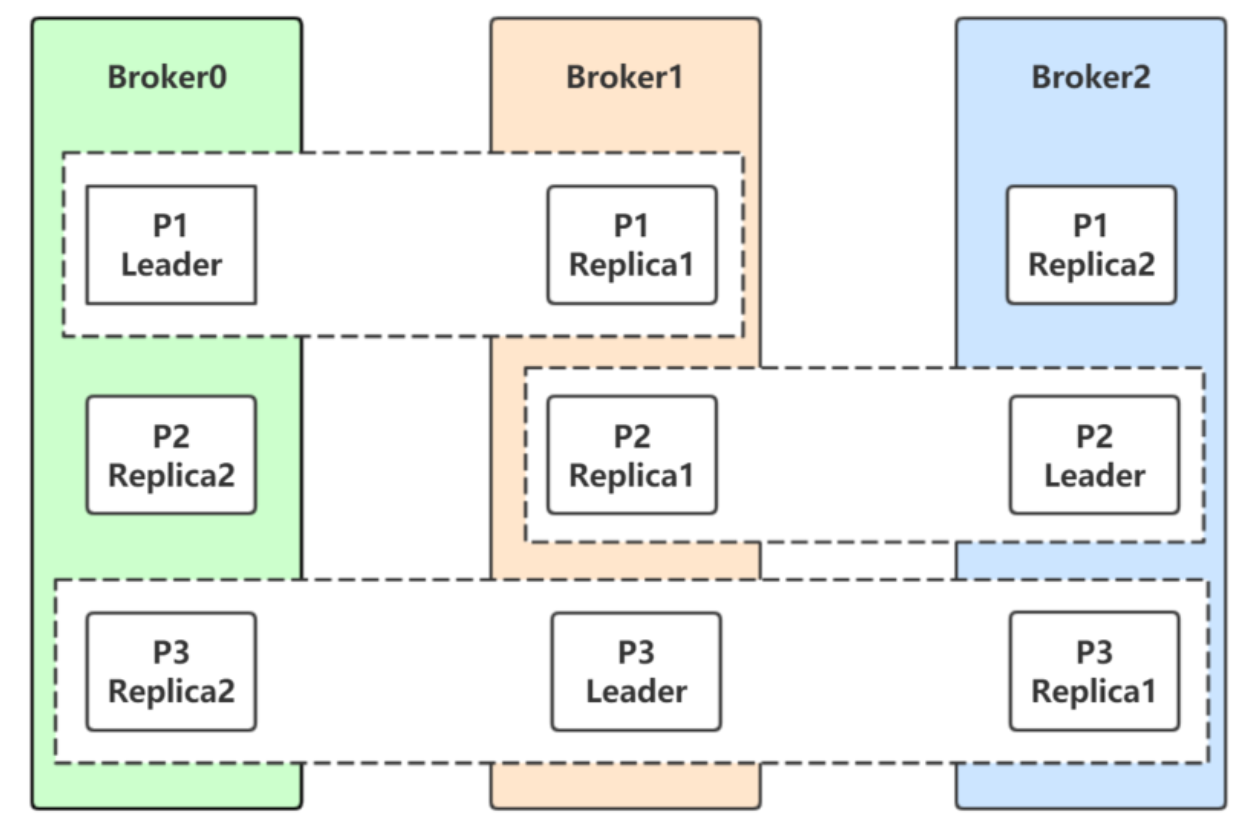 Broker0
Broker1
Broker2
P1
Leader
P1
Replica1
P1
Replica2
P2
Replica2
P2
Replica1
P2
Leader
P3
Replica2
P3
Leader
P3
Replica1